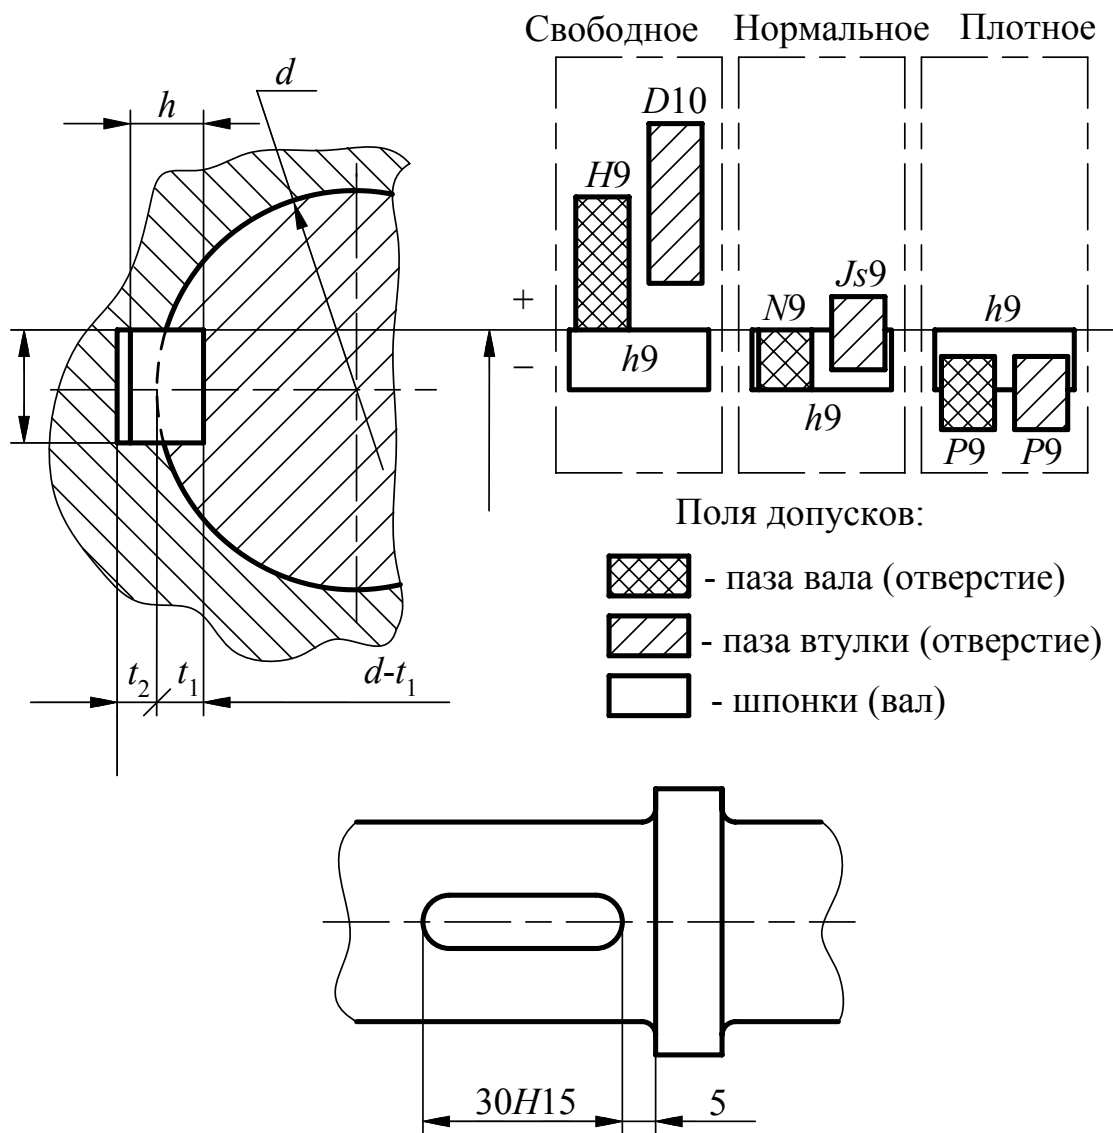 Свободное Нормальное Плотное
d
h
D10
H9
Js9
N9
h9
+
−
h9
h9
P9 P9
Поля допусков:
- паза вала (отверстие)
- паза втулки (отверстие)
- шпонки (вал)
t2 t1 d-t1
30H15 5